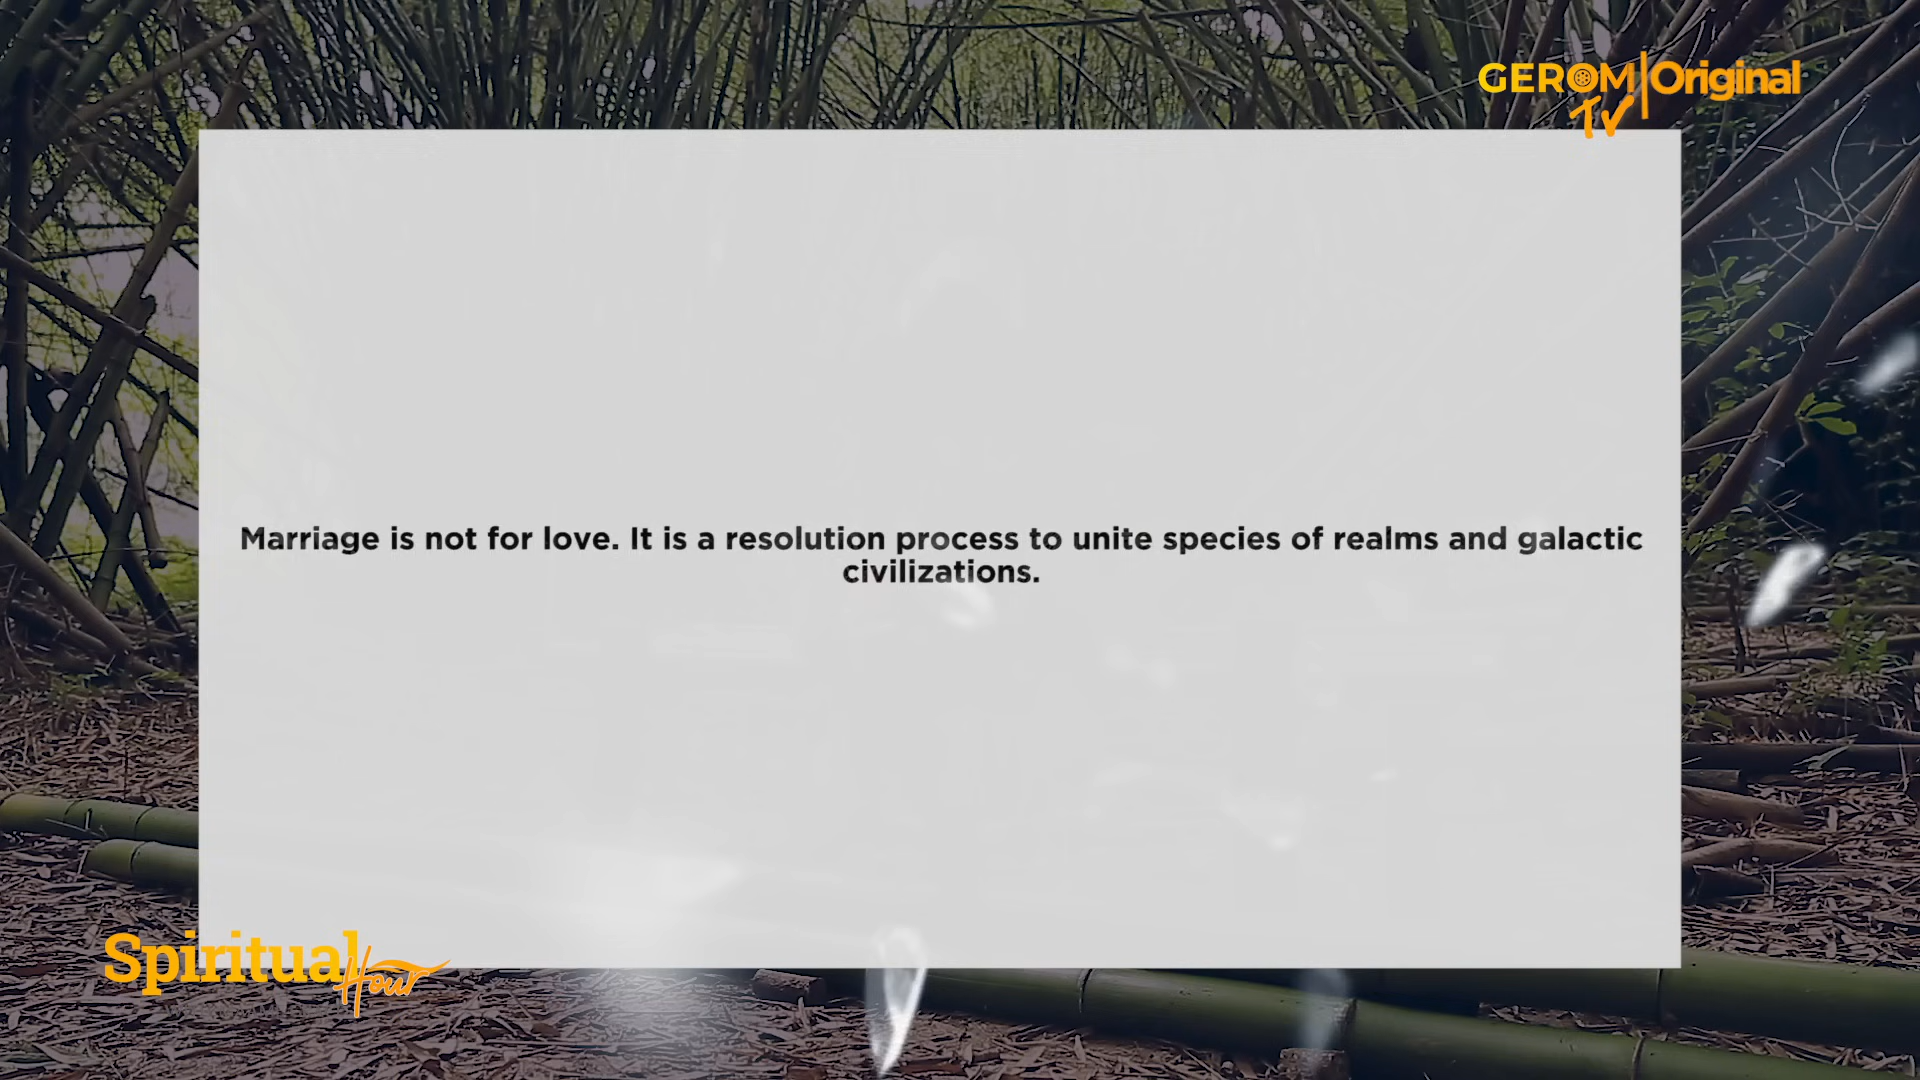 GEROM|Original
TV
Marriage is not for love. It is a resolution process to unite species of realms and galactic
civilizations.
Spiritual
Hour